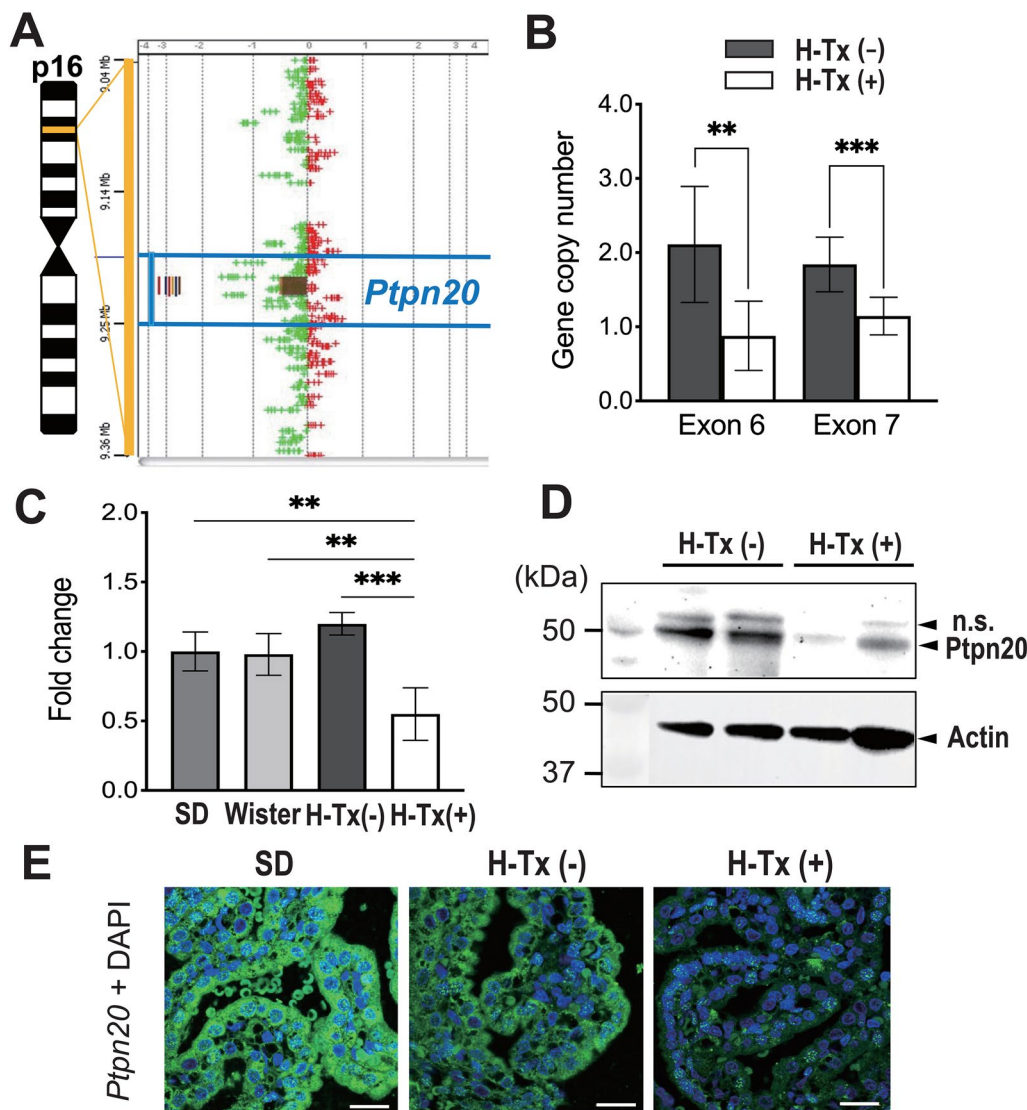 A
p16
-4 -3 -2 -1 0 1 2 3 4
9.04 Mb
9.14 Mb
9.25 Mb
9.36 Mb
Ptpn20
B
H-Tx (-)
H-Tx (+)
Gene copy number
4.0
3.0
2.0
1.0
0.0
** ***
Exon 6 Exon 7
C
Fold change
2.0
1.5
1.0
0.5
0.0
**
**
***
SD Wister H-Tx(-) H-Tx(+)
D
H-Tx (-) H-Tx (+)
(kDa)
50
n.s.
Ptpn20
50
37
Actin
E
SD H-Tx (-) H-Tx (+)
Ptpn20 + DAPI